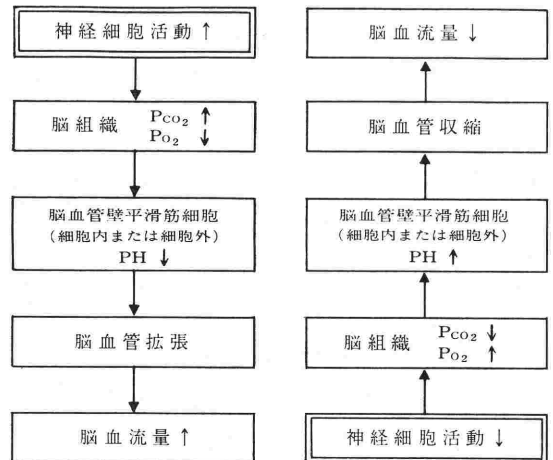 神経細胞活動↑
脳組織 Pco₂ ↑
Po₂ ↓
脳血管壁平滑筋細胞
(細胞内または細胞外)
PH ↓
脳血管拡張
脳血流量↑
脳血流量↓
脳血管収縮
脳血管壁平滑筋細胞
(細胞内または細胞外)
PH ↑
脳組織 Pco₂ ↓
Po₂ ↑
神経細胞活動↓